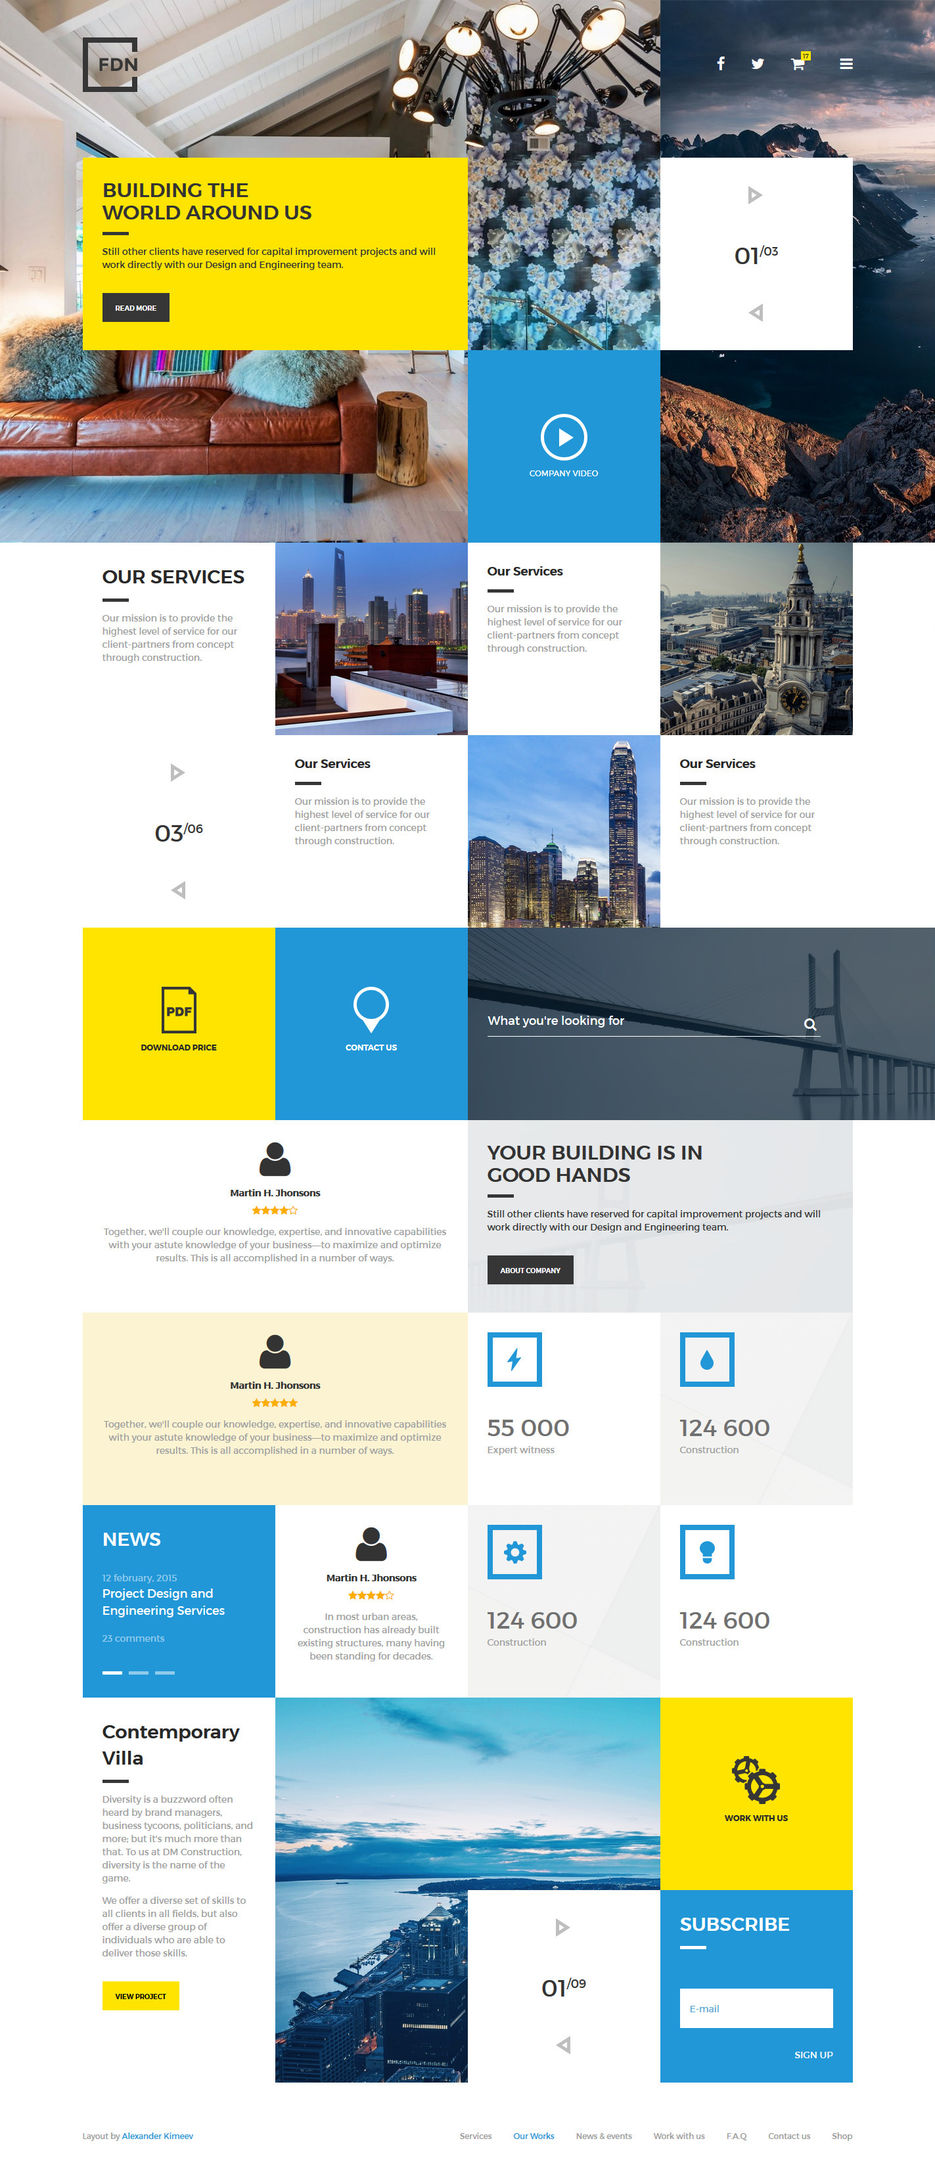 FDN
17
BUILDING THE
WORLD AROUND US
Still other clients have reserved for capital improvement projects and will
work directly with our Design and Engineering team.
READ MORE
01/03
COMPANY VIDEO
OUR SERVICES
Our mission is to provide the
highest level of service for our
client-partners from concept
through construction.
Our Services
Our mission is to provide the
highest level of service for our
client-partners from concept
through construction.
03/06
Our Services
Our mission is to provide the
highest level of service for our
client-partners from concept
through construction.
Our Services
Our mission is to provide the
highest level of service for our
client-partners from concept
through construction.
PDF
DOWNLOAD PRICE
CONTACT US
What you're looking for
Martin H. Jhonsons
Together, we'll couple our knowledge, expertise, and innovative capabilities
with your astute knowledge of your business—to maximize and optimize
results. This is all accomplished in a number of ways.
YOUR BUILDING IS IN
GOOD HANDS
Still other clients have reserved for capital improvement projects and will
work directly with our Design and Engineering team.
ABOUT COMPANY
Martin H. Jhonsons
Together, we'll couple our knowledge, expertise, and innovative capabilities
with your astute knowledge of your business—to maximize and optimize
results. This is all accomplished in a number of ways.
55 000
Expert witness
124 600
Construction
NEWS
12 february, 2015
Project Design and
Engineering Services
23 comments
Martin H. Jhonsons
In most urban areas,
construction has already built
existing structures, many having
been standing for decades.
124 600
Construction
124 600
Construction
Contemporary
Villa
Diversity is a buzzword often
heard by brand managers,
business tycoons, politicians, and
more; but it's much more than
that. To us at DM Construction,
diversity is the name of the
game.
We offer a diverse set of skills to
all clients in all fields, but also
offer a diverse group of
individuals who are able to
deliver those skills.
VIEW PROJECT
WORK WITH US
01/09
SUBSCRIBE
E-mail
SIGN UP
Layout by Alexander Kimeev
Services Our Works News & events Work with us F.A.Q Contact us Shop